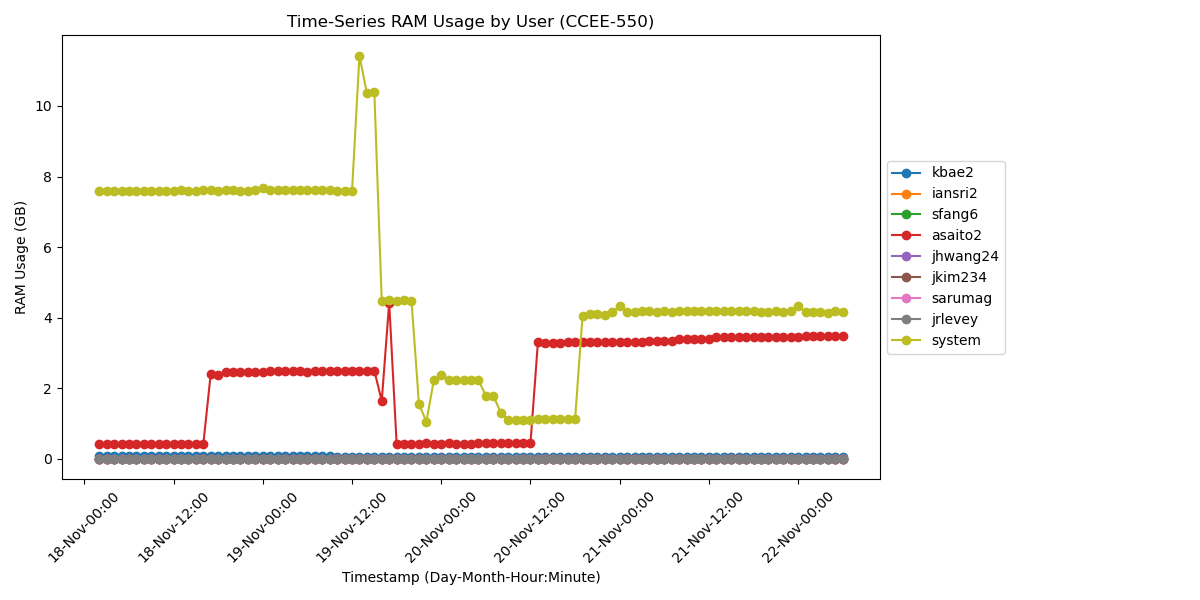 Time-Series RAM Usage by User (CCEE-550)
RAM Usage (GB)
10
8
6
4
2
0
18-Nov-00:00
18-Nov-12:00
19-Nov-00:00
19-Nov-12:00
20-Nov-00:00
20-Nov-12:00
21-Nov-00:00
21-Nov-12:00
22-Nov-00:00
Timestamp (Day-Month-Hour:Minute)
kbae2
iansri2
sfang6
asaito2
jhwang24
jkim234
sarumag
jrlevey
system